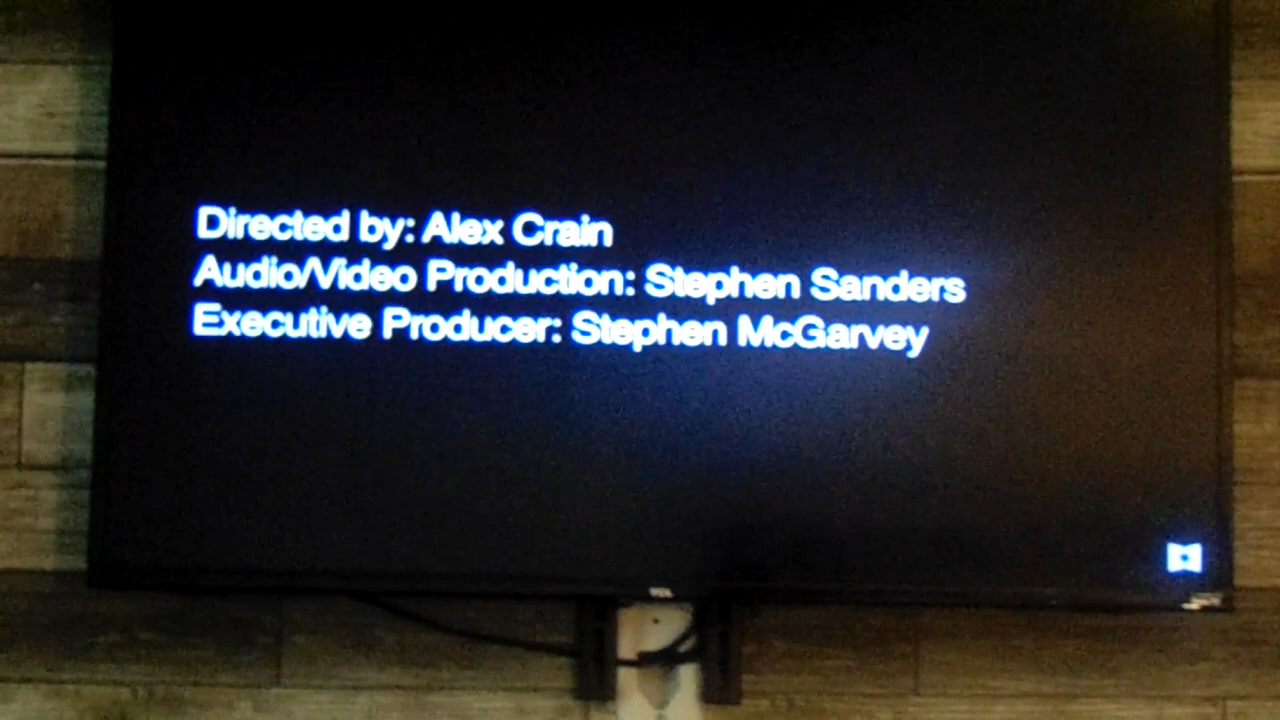 Directed by: Alex Crain
Audio/Video Production: Stephen Sanders
Executive Producer: Stephen McGarvey